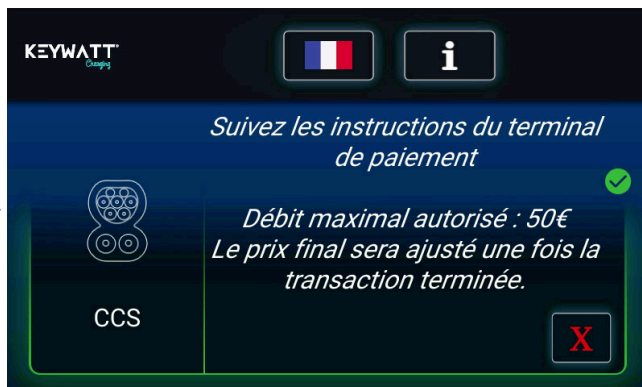 KEYWATT
Charging
i
Suivez les instructions du terminal
de paiement
Débit maximal autorisé : 50€
Le prix final sera ajusté une fois la
transaction terminée.
CCS
X